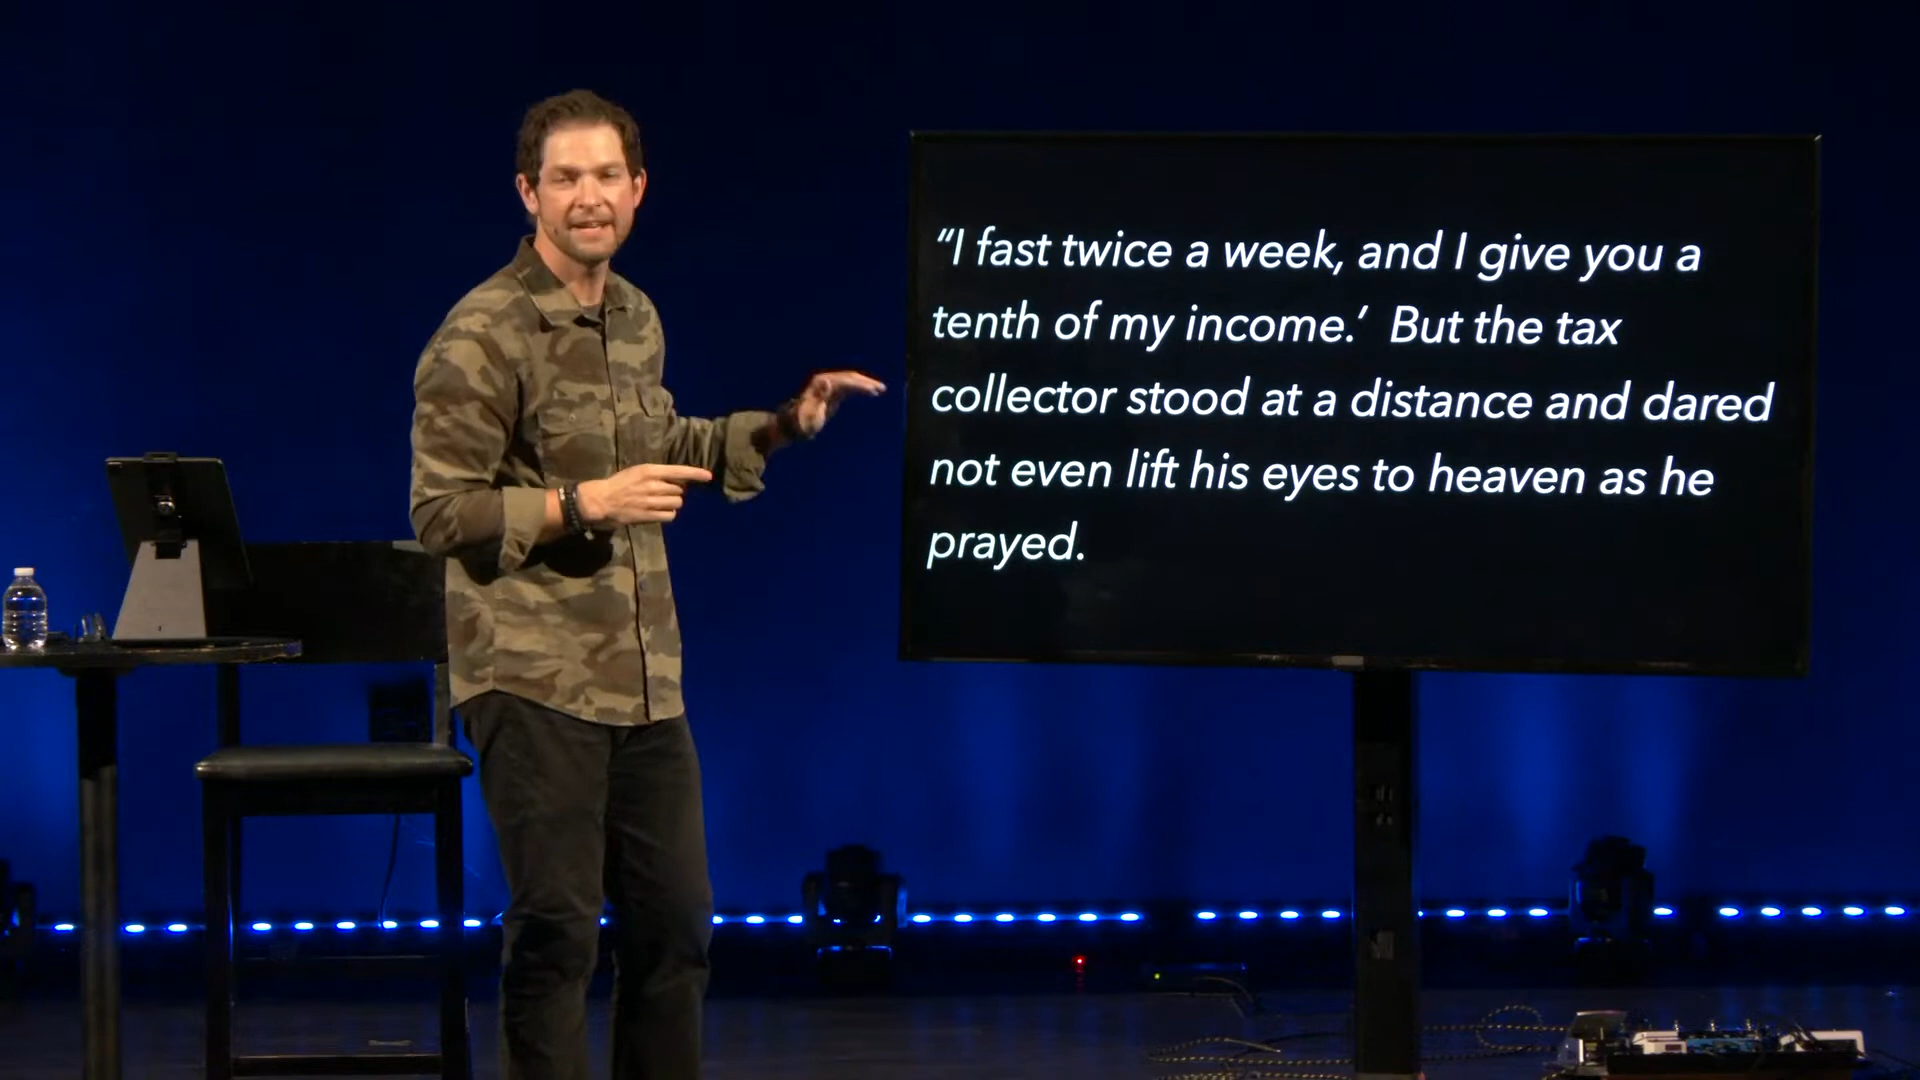 “I fast twice a week, and I give you a
tenth of my income.’ But the tax
collector stood at a distance and dared
not even lift his eyes to heaven as he
prayed.